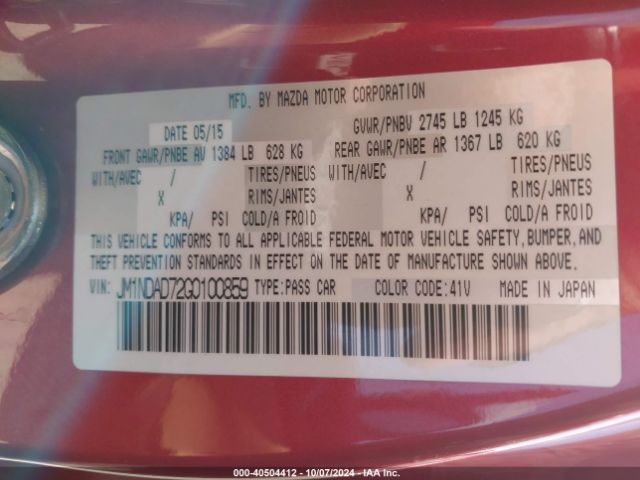 MFD. BY MAZDA MOTOR CORPORATION
DATE 05/15 GVWR/PNBV 2745 LB 1245 KG
FRONT GAWR/PNBE AV 1384 LB 628 KG REAR GAWR/PNBE AR 1367 LB 620 KG
WITH/AVEC / TIRES/PNEUS WITH/AVEC / TIRES/PNEUS
X RIMS/JANTES X RIMS/JANTES
KPA/ PSI COLD/A FROID KPA/ PSI COLD/A FROID
THIS VEHICLE CONFORMS TO ALL APPLICABLE FEDERAL MOTOR VEHICLE SAFETY, BUMPER, AND
THEFT PREVENTION STANDARDS IN EFFECT ON THE DATE OF MANUFACTURE SHOWN ABOVE.
VIN: JM1NDAD72G0100859 TYPE:PASS CAR COLOR CODE:41V MADE IN JAPAN
000-40504412 - 10/07/2024 - IAA Inc.